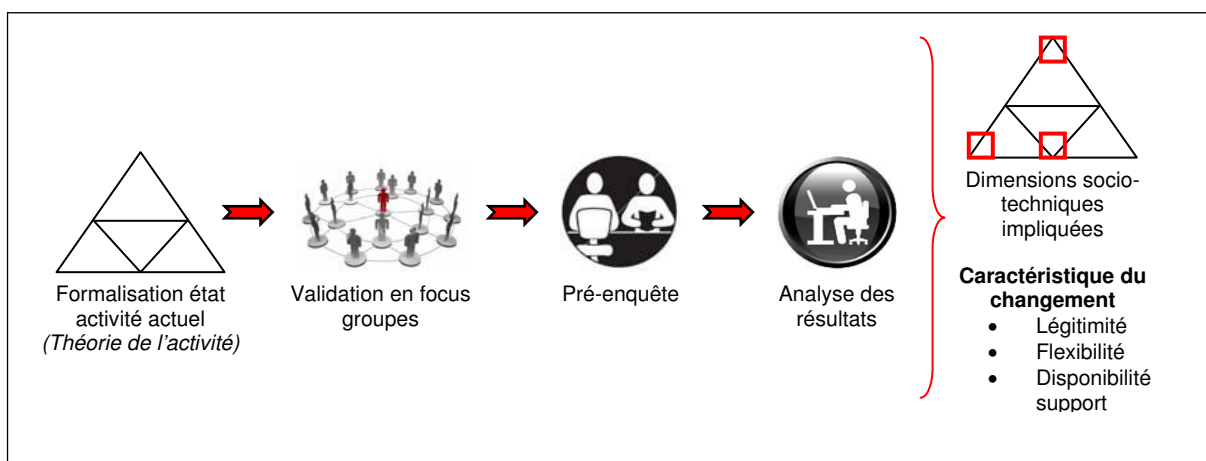 Formalisation état
activité actuel
(Théorie de l'activité)
Validation en focus
groupes
Pré-enquête
Analyse des
résultats
Dimensions socio-
techniques
impliquées
Caractéristique du
changement
• Légitimité
• Flexibilité
• Disponibilité
support